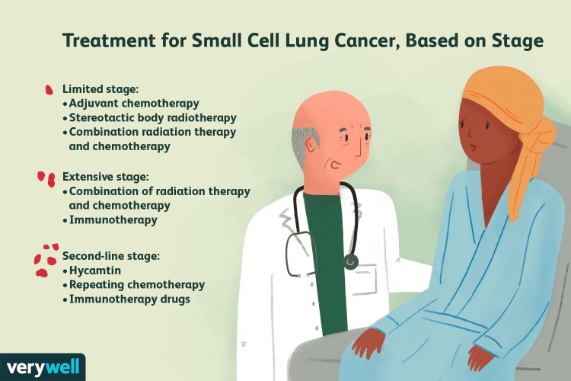 Treatment for Small Cell Lung Cancer, Based on Stage
Limited stage:
• Adjuvant chemotherapy
• Stereotactic body radiotherapy
• Combination radiation therapy
and chemotherapy
Extensive stage:
• Combination of radiation therapy
and chemotherapy
• Immunotherapy
Second-line stage:
• Hycamtin
• Repeating chemotherapy
• Immunotherapy drugs
verywell